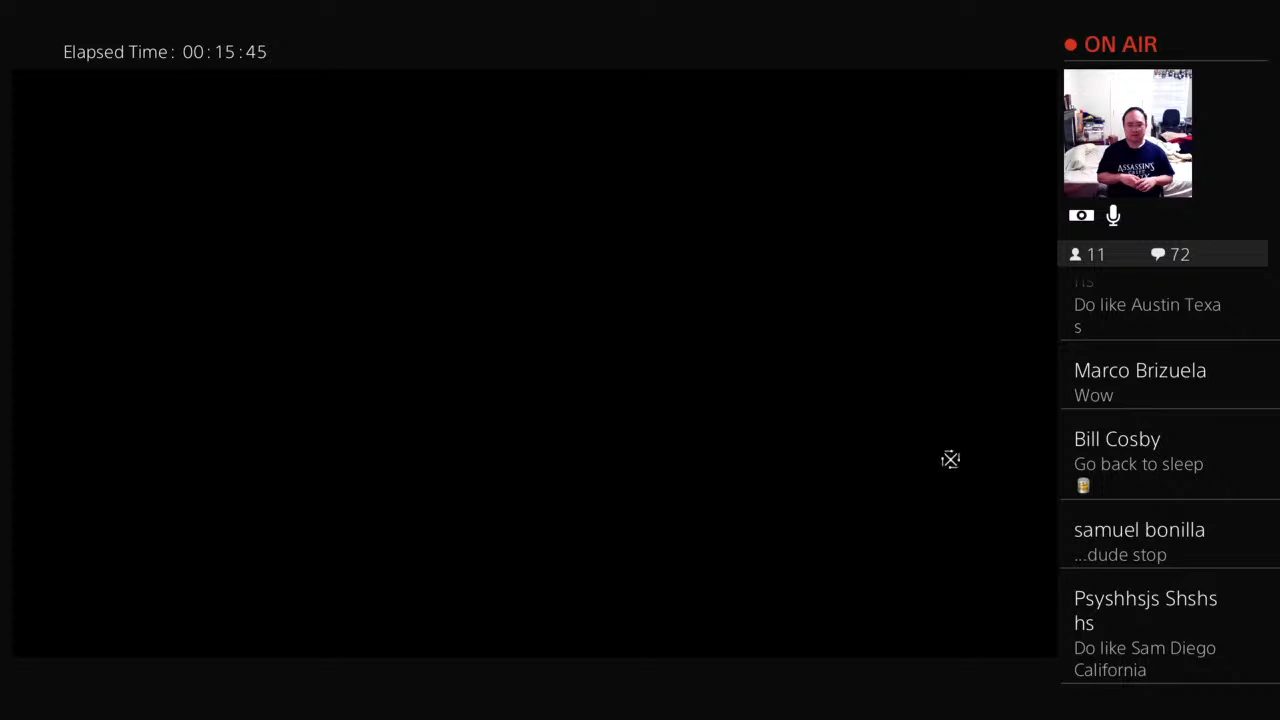 Elapsed Time: 00:15:45
ON AIR
ASSASSIN'S
11
72
hs
Do like Austin Texa
s
Marco Brizuela
Wow
Bill Cosby
Go back to sleep
samuel bonilla
...dude stop
Psyshhsjs Shshs
hs
Do like Sam Diego
California